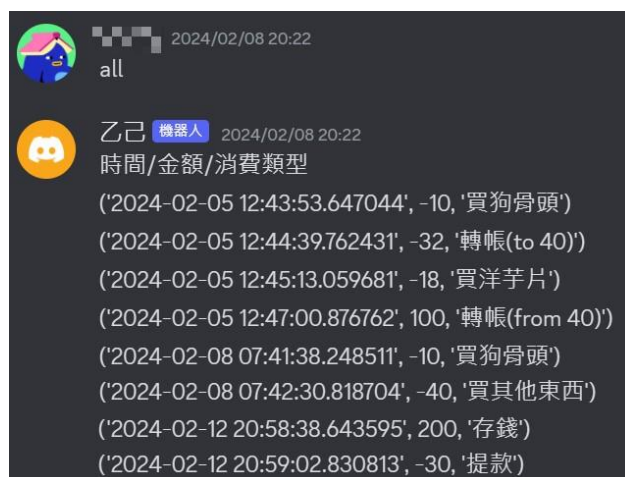 2024/02/08 20:22
all
乙己 機器人 2024/02/08 20:22
時間/金額/消費類型
('2024-02-05 12:43:53.647044', -10, '買狗骨頭')
('2024-02-05 12:44:39.762431', -32, '轉帳(to 40)')
('2024-02-05 12:45:13.059681', -18, '買洋芋片')
('2024-02-05 12:47:00.876762', 100, '轉帳(from 40)')
('2024-02-08 07:41:38.248511', -10, '買狗骨頭')
('2024-02-08 07:42:30.818704', -40, '買其他東西')
('2024-02-12 20:58:38.643595', 200, '存錢')
('2024-02-12 20:59:02.830813', -30, '提款')